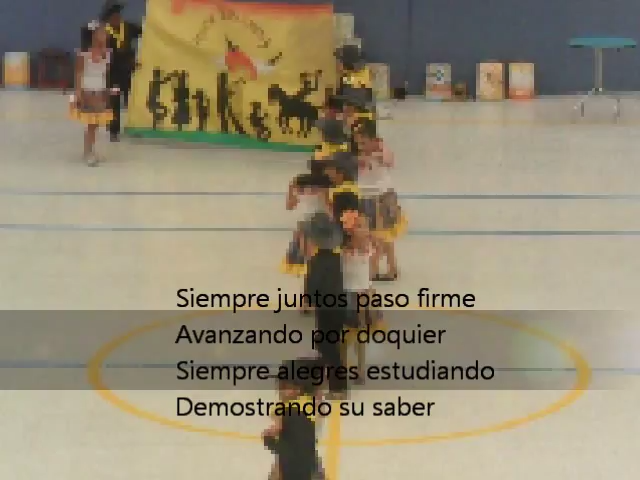 Siempre juntos paso firme
Avanzando por doquier
Siempre alegres estudiando
Demostrando su saber